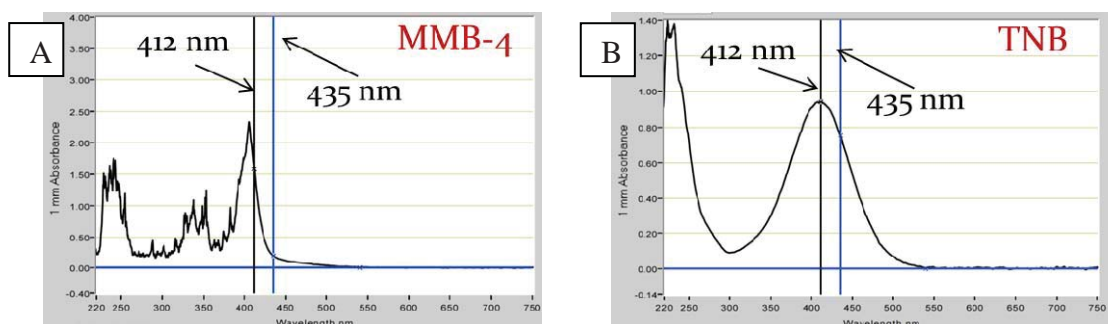 A
MMB-4
412 nm
435 nm
1 mm Absorbance
4.00
3.50
3.00
2.50
2.00
1.50
1.00
0.50
0.00
-0.40
220 250 300 350 400 450 500 550 600 650 700 750
Wavelength nm
B
TNB
412 nm
435 nm
1 mm Absorbance
1.40
1.20
1.00
0.80
0.60
0.40
0.20
0.00
-0.14
220 250 300 350 400 450 500 550 600 650 700 750
Wavelength nm